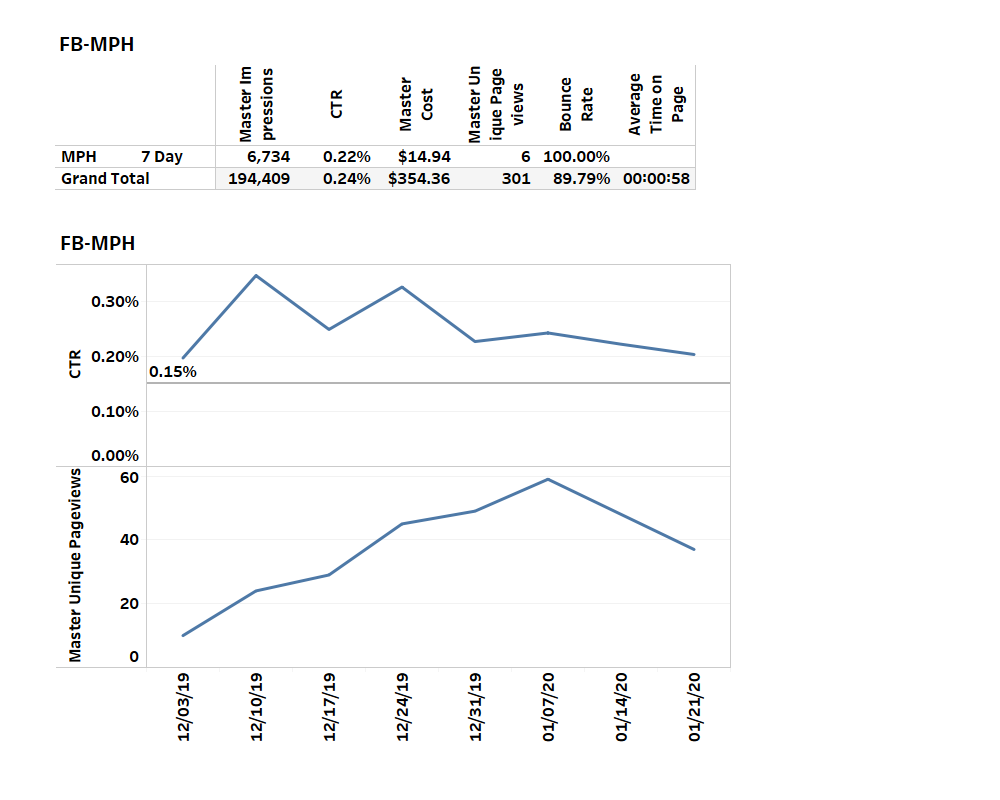 FB-MPH
Master Im
pressions
CTR
Master
Cost
Master Un
ique Page
views
Bounce
Rate
Average
Time on
Page
MPH 7 Day 6,734 0.22% $14.94 6 100.00%
Grand Total 194,409 0.24% $354.36 301 89.79% 00:00:58
FB-MPH
CTR
0.30%
0.20%
0.15%
0.10%
0.00%
Master Unique Pageviews
60
40
20
0
12/03/19
12/10/19
12/17/19
12/24/19
12/31/19
01/07/20
01/14/20
01/21/20